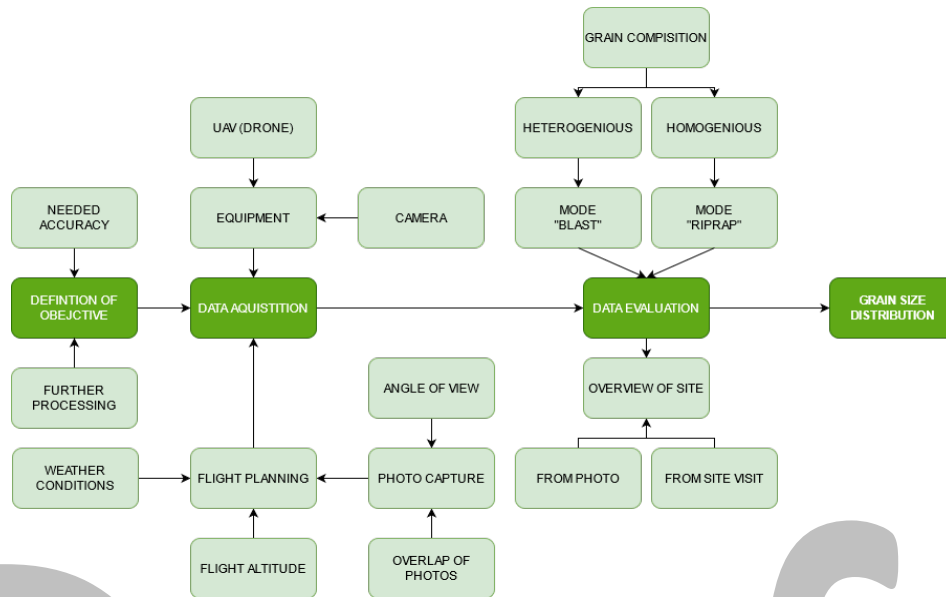 GRAIN COMPISITION
HETEROGENIOUS
HOMOGENIOUS
UAV (DRONE)
NEEDED
ACCURACY
EQUIPMENT
CAMERA
MODE
"BLAST"
MODE
"RIPRAP"
DEFINTION OF
OBEJCTIVE
DATA AQUISTITION
DATA EVALUATION
GRAIN SIZE
DISTRIBUTION
FURTHER
PROCESSING
ANGLE OF VIEW
OVERVIEW OF SITE
WEATHER
CONDITIONS
FLIGHT PLANNING
PHOTO CAPTURE
FROM PHOTO
FROM SITE VISIT
FLIGHT ALTITUDE
OVERLAP OF
PHOTOS